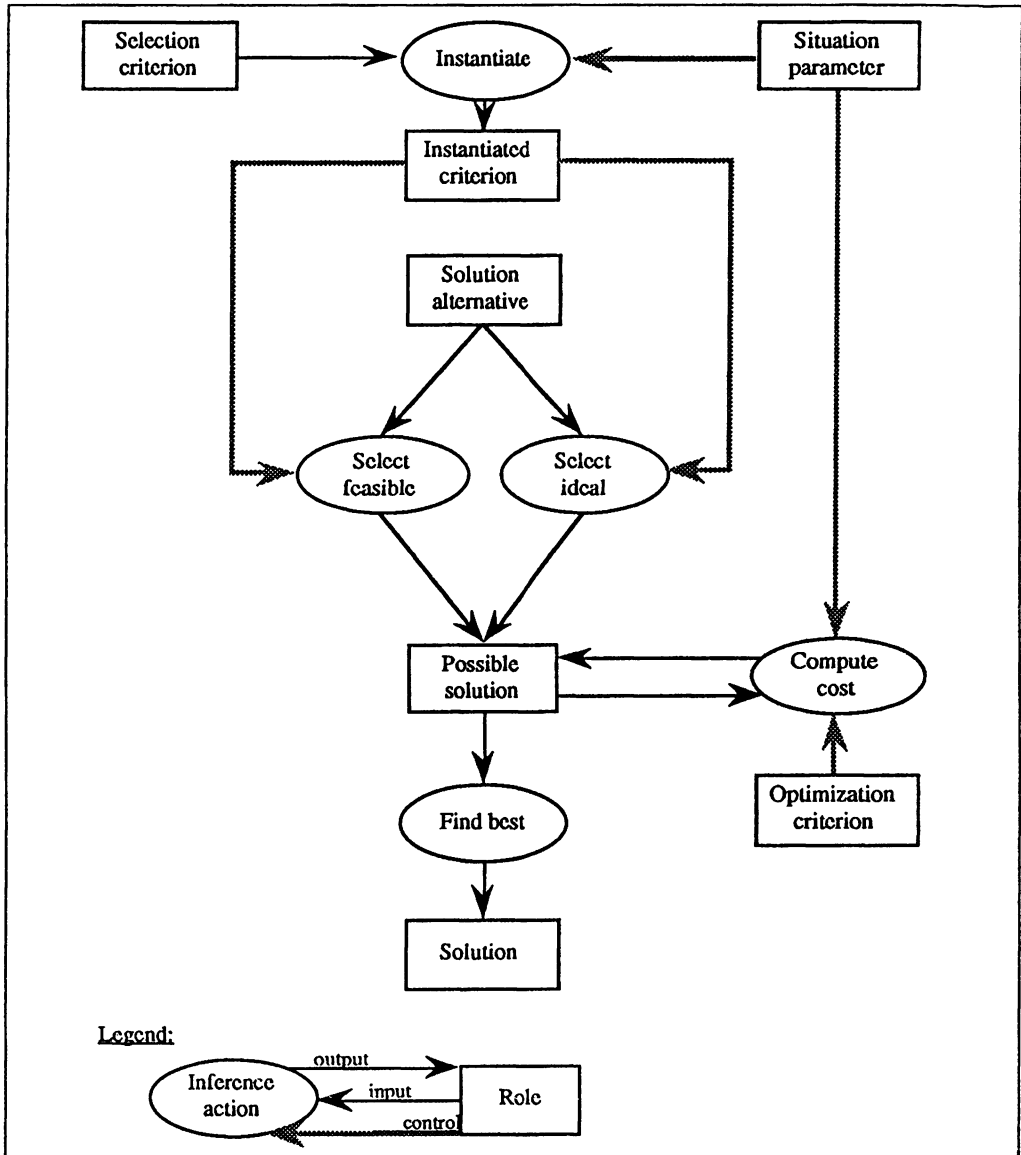 Selection
criterion
Instantiate
Situation
parameter
Instantiated
criterion
Solution
alternative
Select
feasible
Select
ideal
Possible
solution
Compute
cost
Find best
Optimization
criterion
Solution
Legend:
Inference
action
output
input
control
Role